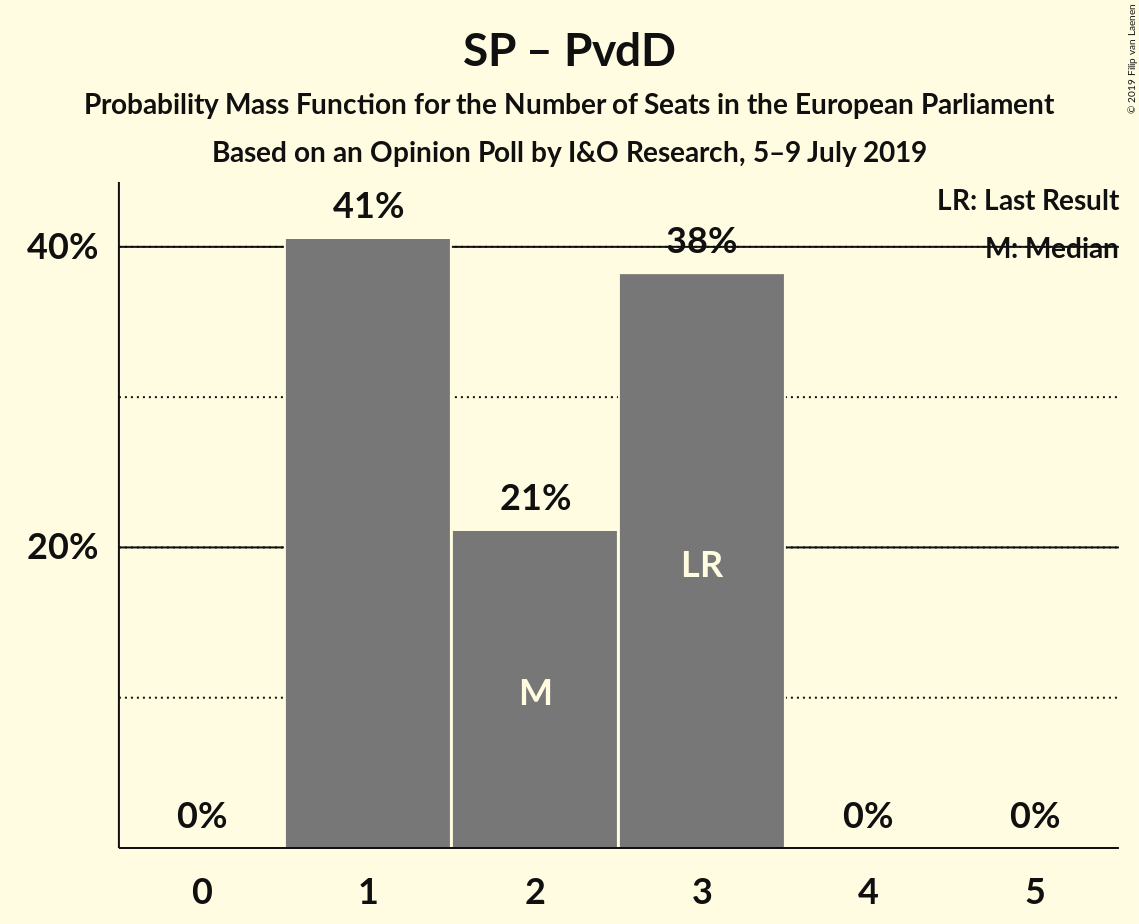 SP – PvdD
Probability Mass Function for the Number of Seats in the European Parliament
Based on an Opinion Poll by I&O Research, 5–9 July 2019
© 2019 Filip van Laenen
LR: Last Result
M: Median
40%
20%
0%
41%
21%
38%
0%
0%
M
LR
0
1
2
3
4
5